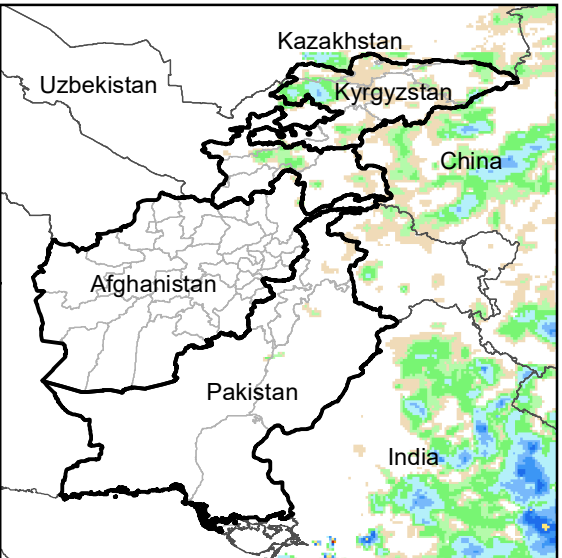 Kazakhstan
Uzbekistan
Kyrgyzstan
China
Afghanistan
Pakistan
India